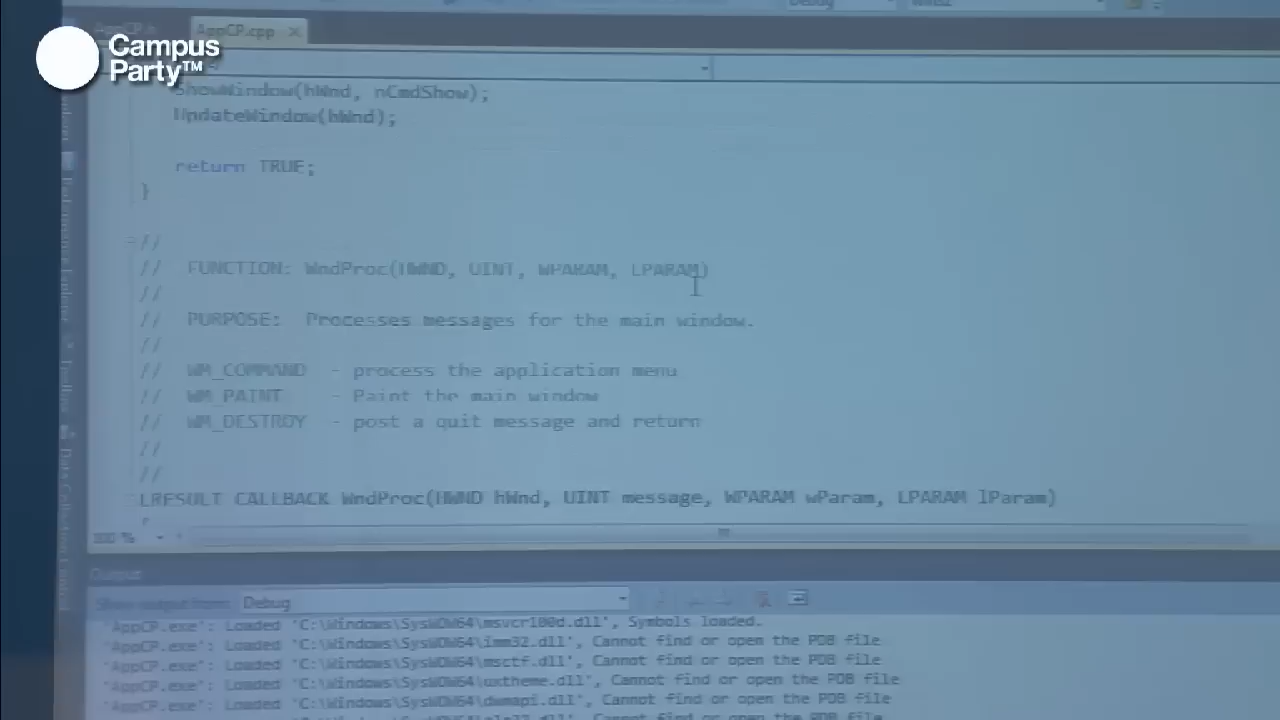 Debug
Win32
AppCP.h
AppCP.cpp
Campus
Party™
ShowWindow(hWnd, nCmdShow);
UpdateWindow(hWnd);
return TRUE;
}
//
// FUNCTION: WndProc(HWND, UINT, WPARAM, LPARAM)
//
// PURPOSE: Processes messages for the main window.
//
// WM_COMMAND - process the application menu
// WM_PAINT - Paint the main window
// WM_DESTROY - post a quit message and return
//
//
LRESULT CALLBACK WndProc(HWND hWnd, UINT message, WPARAM wParam, LPARAM lParam)
Output
Show output from: Debug
'AppCP.exe': Loaded 'C:\Windows\SysWOW64\msvcr100d.dll', Symbols loaded.
'AppCP.exe': Loaded 'C:\Windows\SysWOW64\imm32.dll', Cannot find or open the PDB file
'AppCP.exe': Loaded 'C:\Windows\SysWOW64\msctf.dll', Cannot find or open the PDB file
'AppCP.exe': Loaded 'C:\Windows\SysWOW64\uxtheme.dll', Cannot find or open the PDB file
'AppCP.exe': Loaded 'C:\Windows\SysWOW64\dwmapi.dll', Cannot find or open the PDB file